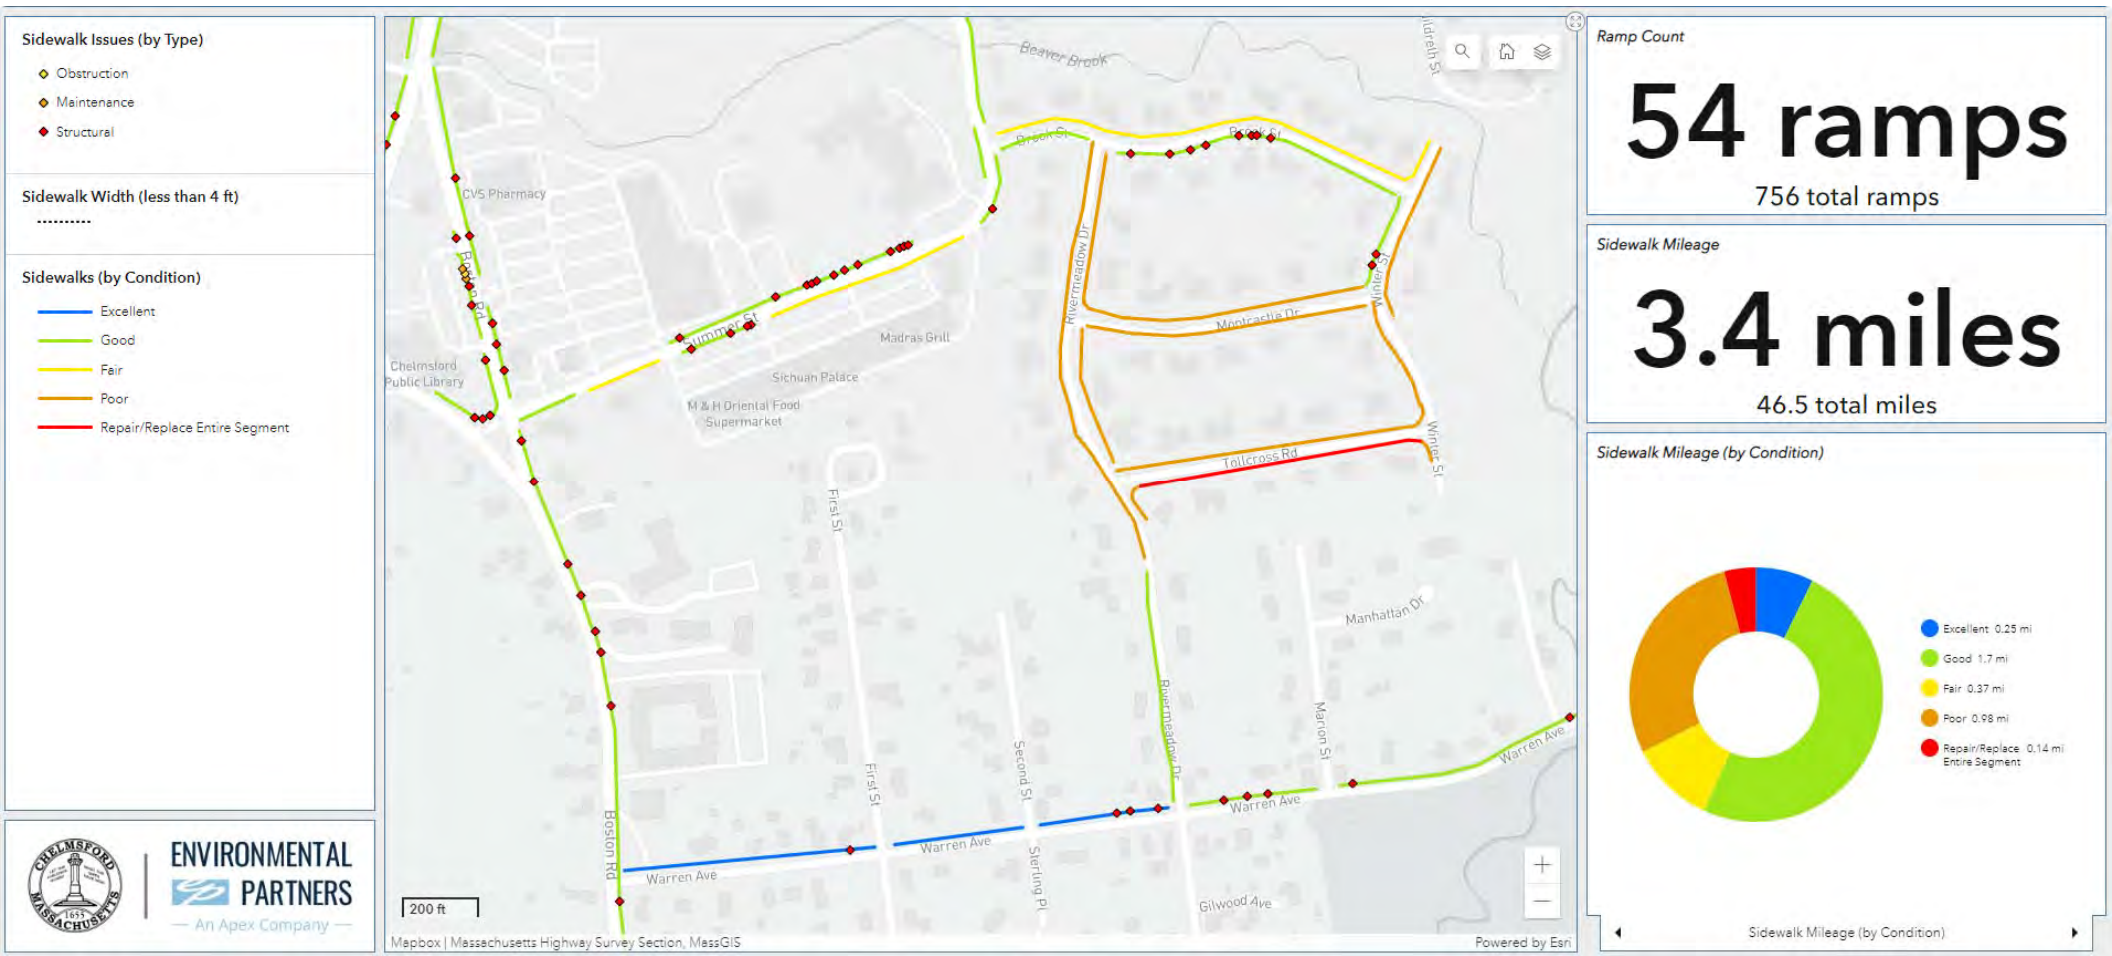 Sidewalk Issues (by Type)
Obstruction
Maintenance
Structural
Sidewalk Width (less than 4 ft)
Sidewalks (by Condition)
Excellent
Good
Fair
Poor
Repair/Replace Entire Segment
CHELMSFORD
MASSACHUSETTS
1655
ENVIRONMENTAL
PARTNERS
An Apex Company
Beaver Brook
Brook St
Brook St
CVS Pharmacy
Boston Rd
Summer St
Chelmsford
Public Library
Madras Grill
Sichuan Palace
M & H Oriental Food
Supermarket
Rivermeadow Dr
Montcastle Dr
Winter St
Tollcross Rd
Winter St
First St
Manhattan Dr
Rivermeadow Dr
Marion St
Second St
First St
Warren Ave
Warren Ave
Warren Ave
Warren Ave
Boston Rd
Sterling Pl
Gilwood Ave
200 ft
Mapbox | Massachusetts Highway Survey Section, MassGIS
Powered by Esri
Ramp Count
54 ramps
756 total ramps
Sidewalk Mileage
3.4 miles
46.5 total miles
Sidewalk Mileage (by Condition)
Excellent 0.25 mi
Good 1.7 mi
Fair 0.37 mi
Poor 0.98 mi
Repair/Replace 0.14 mi
Entire Segment
Sidewalk Mileage (by Condition)